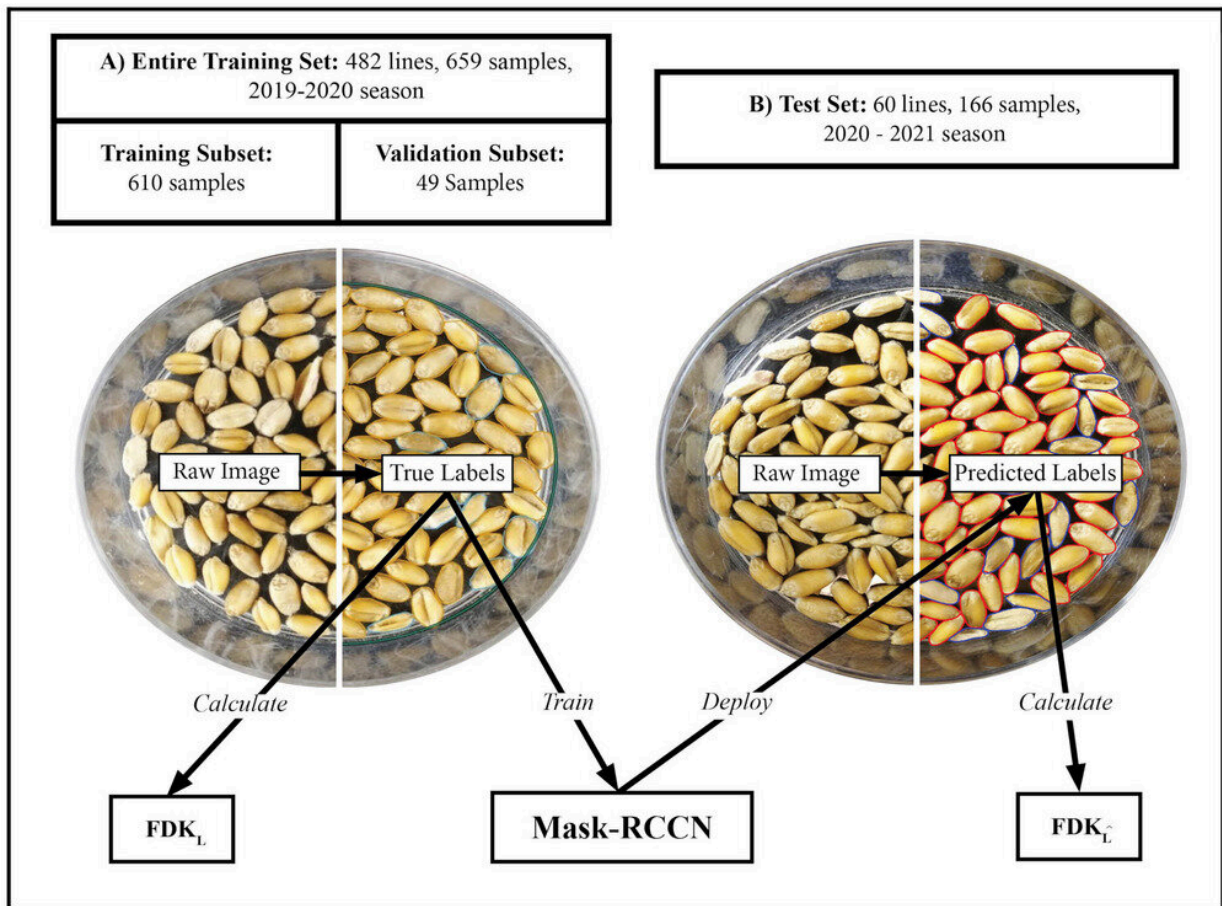 A) Entire Training Set: 482 lines, 659 samples,
2019-2020 season
Training Subset:
610 samples
Validation Subset:
49 Samples
B) Test Set: 60 lines, 166 samples,
2020 - 2021 season
Raw Image
True Labels
Raw Image
Predicted Labels
Calculate
Train
Deploy
Calculate
FDK_L
Mask-RCCN
FDK_L̂